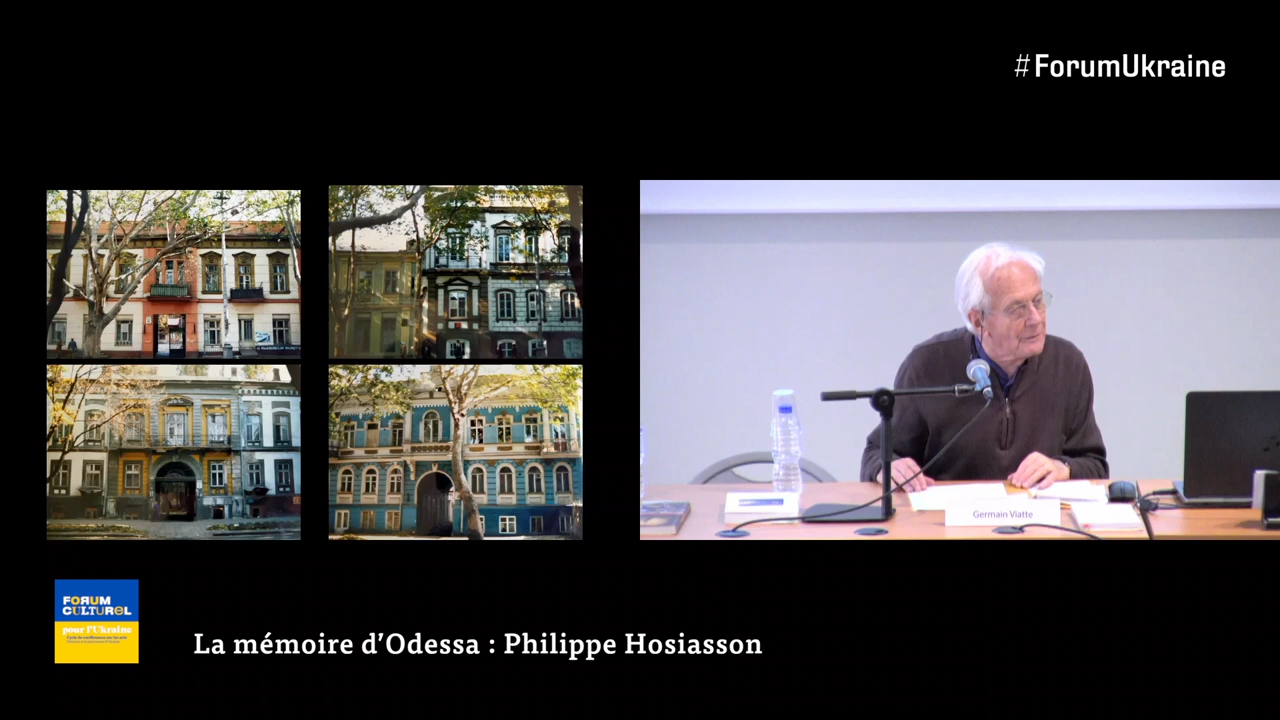 #ForumUkraine
Germain Viatte
FORUM
CULTUREL
pour l'Ukraine
La mémoire d'Odessa : Philippe Hosiasson